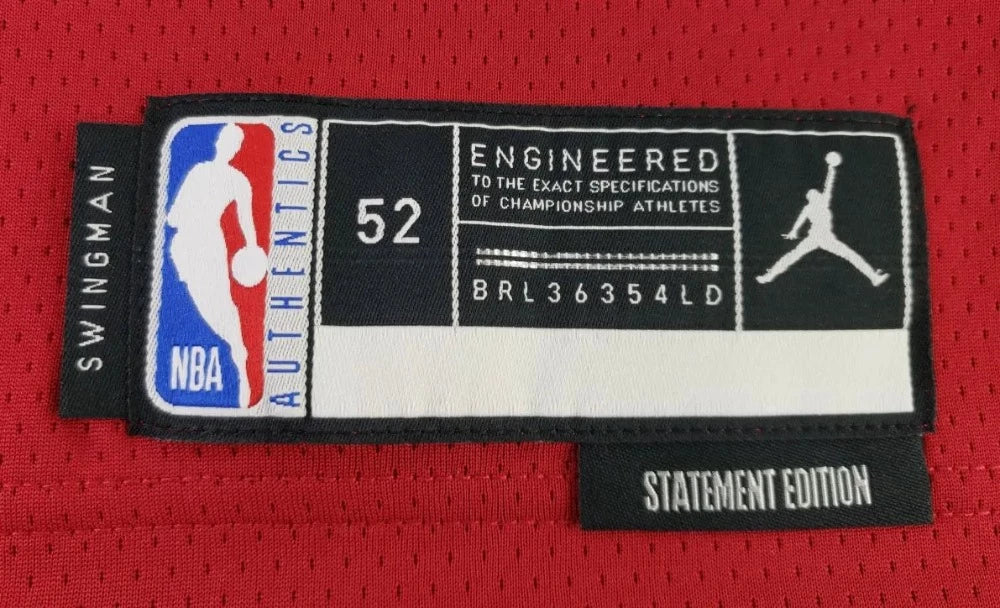 SWINGMAN
NBA
AUTHENTICS
52
ENGINEERED
TO THE EXACT SPECIFICATIONS
OF CHAMPIONSHIP ATHLETES
BRL36354LD
STATEMENT EDITION